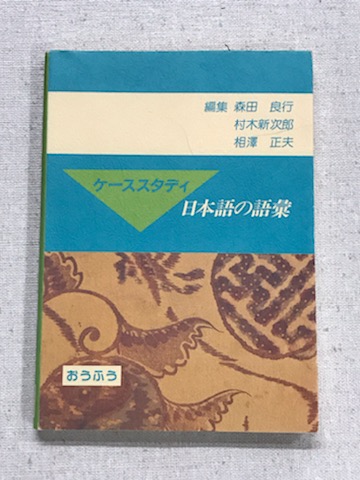 編集 森田 良行
村木新次郎
相澤 正夫
ケーススタディ
日本語の語彙
おうふう